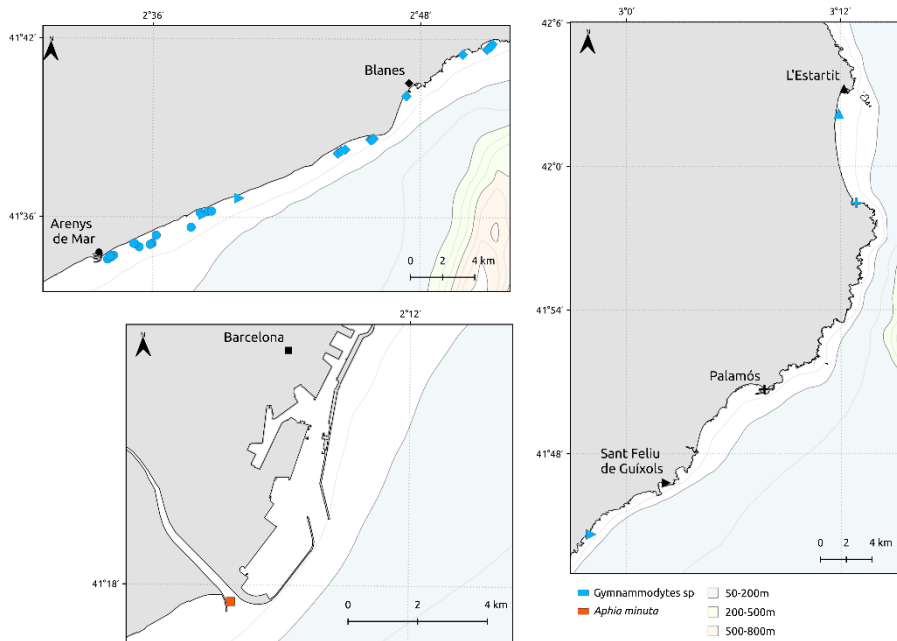 2°36′ 2°48′
41°42′
N
Blanes
41°36′
Arenys
de Mar
0 2 4 km
2°12′
N
Barcelona
41°18′
0 2 4 km
3°0′ 3°12′
42°6′
N
L'Estartit
42°0′
41°54′
Palamós
41°48′
Sant Feliu
de Guíxols
0 2 4 km
Gymnammodytes sp
Aphia minuta
50-200m
200-500m
500-800m